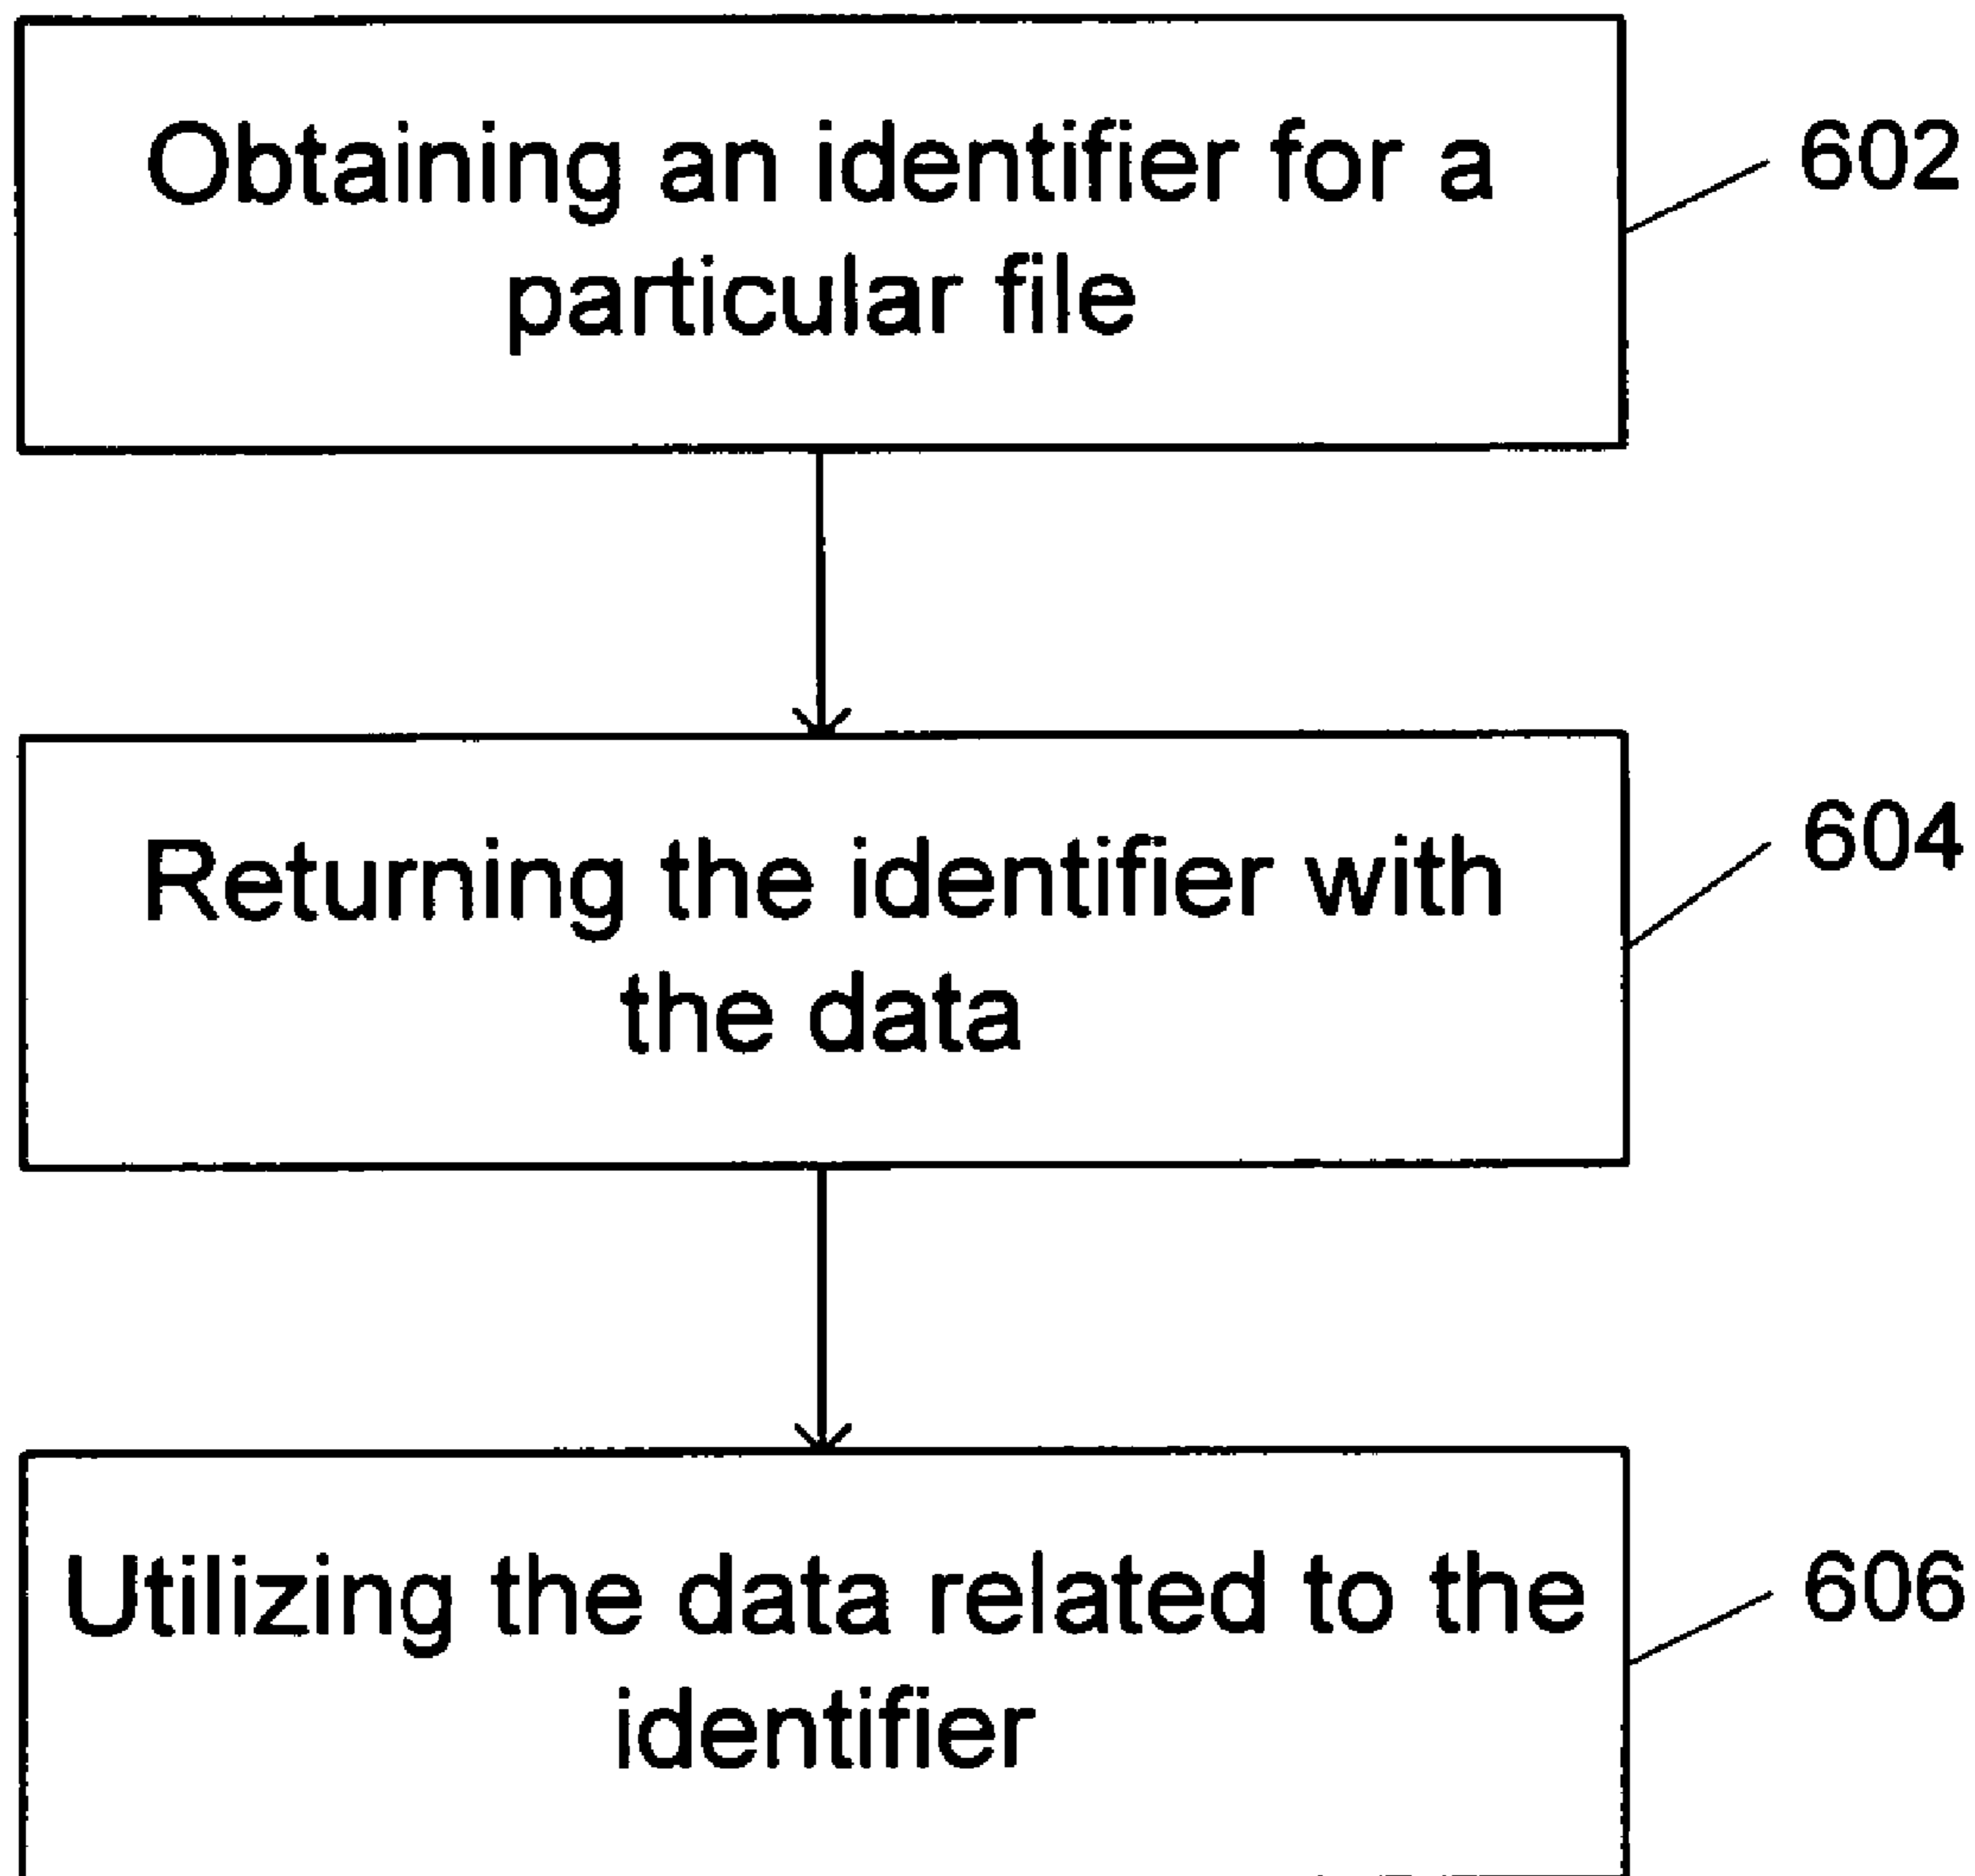 Obtaining an identifier for a
particular file
602
Returning the identifier with
the data
604
Utilizing the data related to the
identifier
606